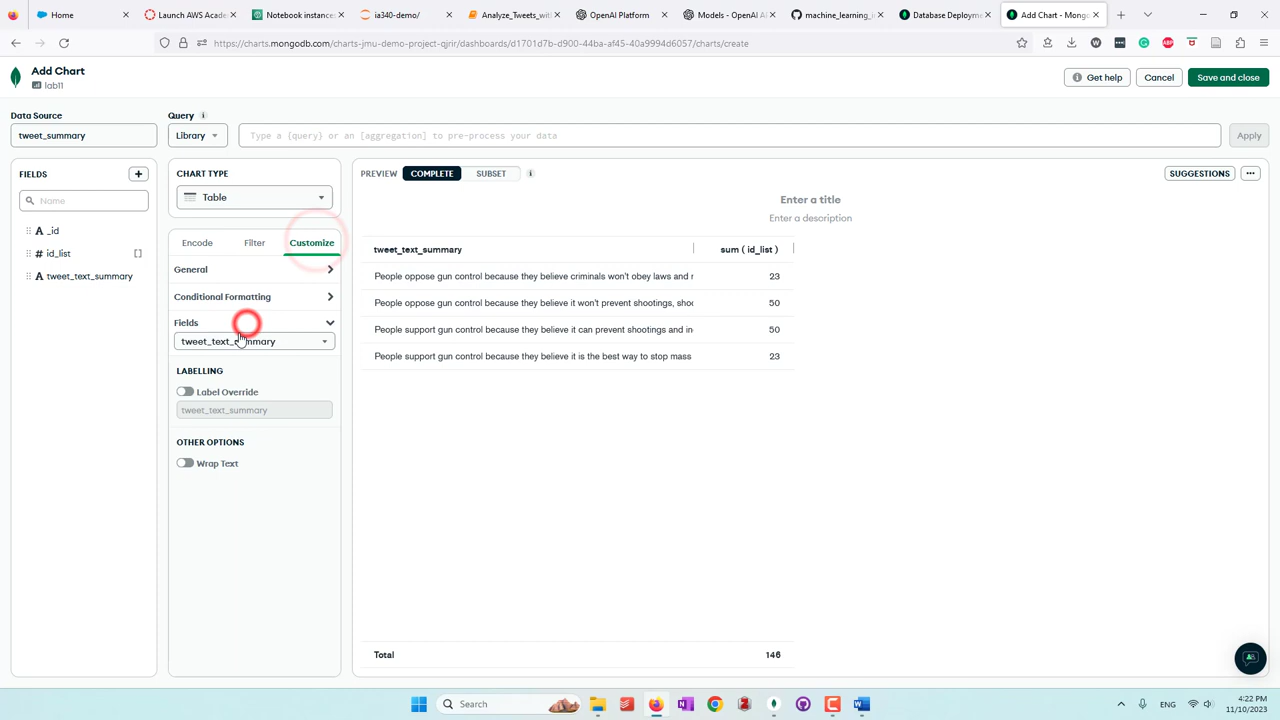 Home
Launch AWS Acade
Notebook instance
ia340-demo/
Analyze_Tweets_wit
OpenAI Platform
Models - OpenAI A
machine_learning_
Database Deployme
Add Chart - Mongo
https://charts.mongodb.com/charts-jmu-demo-project-qjrir/dashboards/d1701d7b-d900-44ba-af45-40a9994d6057/charts/create
Add Chart
lab11
Get help
Cancel
Save and close
Data Source
Query
tweet_summary
Library
Type a {query} or an [aggregation] to pre-process your data
Apply
FIELDS
CHART TYPE
PREVIEW
COMPLETE
SUBSET
SUGGESTIONS
Name
Table
Enter a title
Enter a description
A _id
# id_list []
A tweet_text_summary
Encode
Filter
Customize
General
Conditional Formatting
Fields
tweet_text_summary
LABELLING
Label Override
tweet_text_summary
OTHER OPTIONS
Wrap Text
tweet_text_summary
sum ( id_list )
People oppose gun control because they believe criminals won't obey laws and r
23
People oppose gun control because they believe it won't prevent shootings, shoo
50
People support gun control because they believe it can prevent shootings and in
50
People support gun control because they believe it is the best way to stop mass
23
Total
146
Search
ENG
4:22 PM
11/10/2023